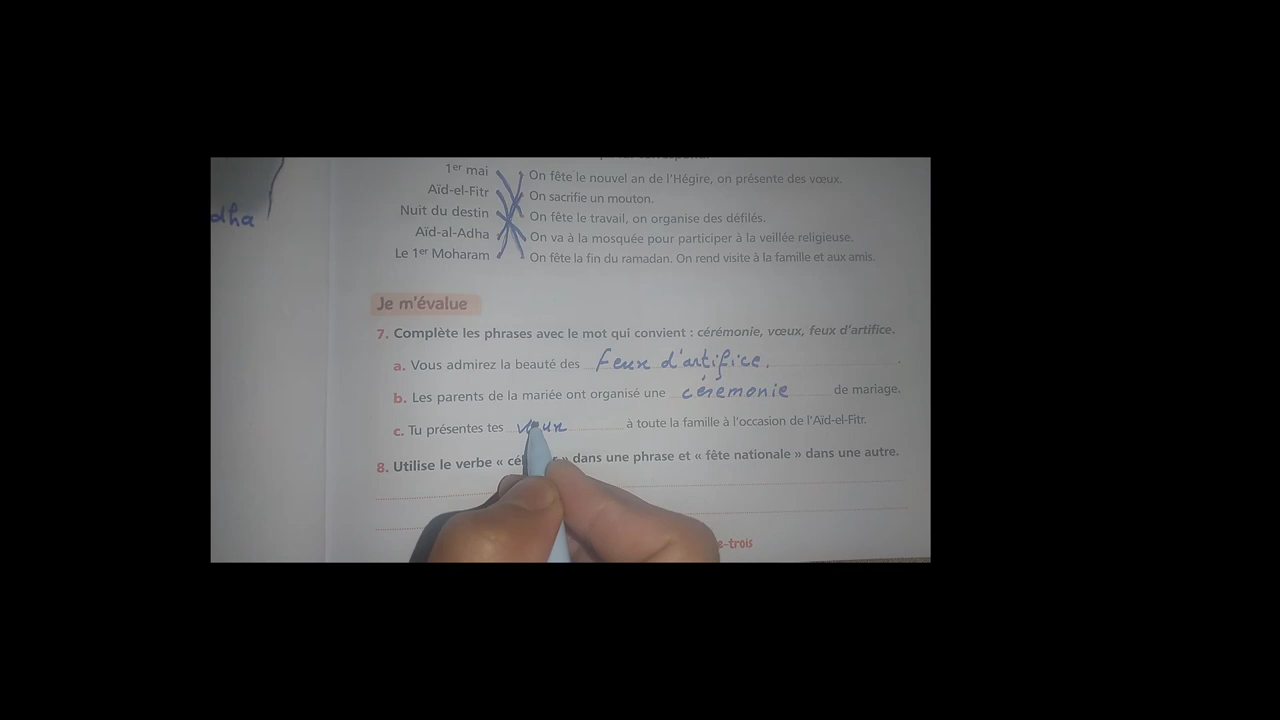 dha
1er mai
On fête le nouvel an de l'Hégire, on présente des vœux.
Aïd-el-Fitr
On sacrifie un mouton.
Nuit du destin
On fête le travail, on organise des défilés.
Aïd-al-Adha
On va à la mosquée pour participer à la veillée religieuse.
Le 1er Moharam
On fête la fin du ramadan. On rend visite à la famille et aux amis.
Je m'évalue
7. Complète les phrases avec le mot qui convient : cérémonie, vœux, feux d'artifice.
a. Vous admirez la beauté des feux d'artifice.
b. Les parents de la mariée ont organisé une cérémonie de mariage.
c. Tu présentes tes vœux à toute la famille à l'occasion de l'Aïd-el-Fitr.
8. Utilise le verbe « cél » dans une phrase et « fête nationale » dans une autre.
e-trois